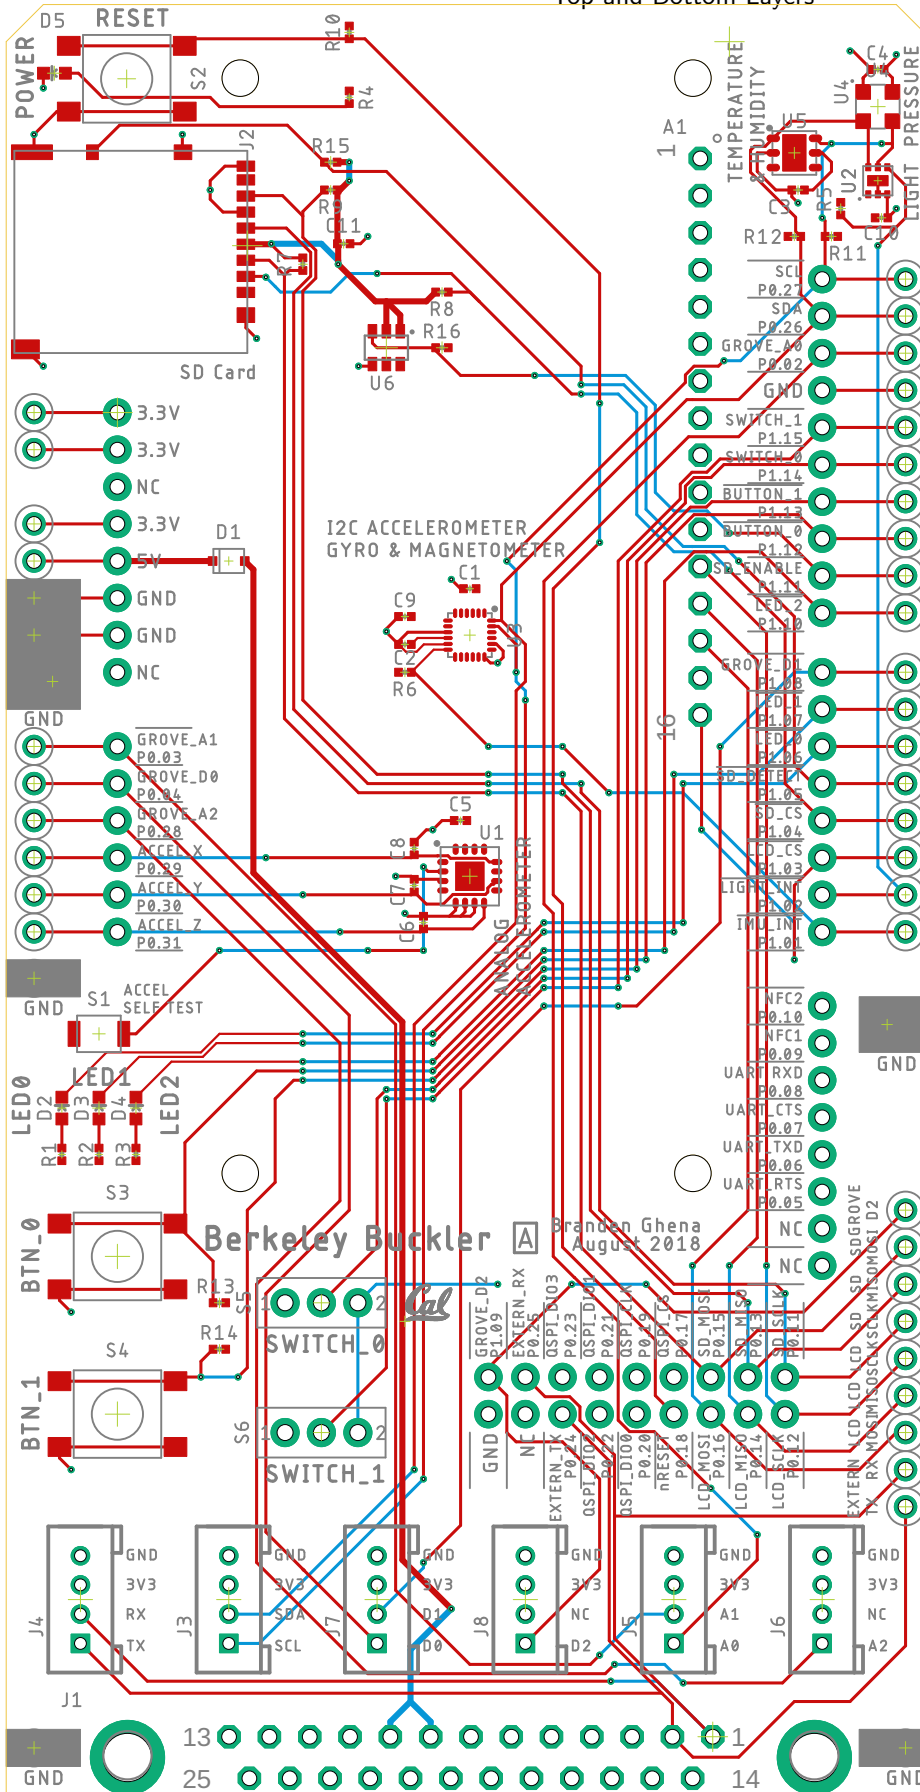 Top and Bottom Layers
D5
RESET
POWER
S2
R10
R4
J2
R15
R9
C11
R7
R8
R16
U6
SD Card
A1
1
16
TEMPERATURE
& HUMIDITY
U5
C3
R5
R12
R11
C4
U4
PRESSURE
U2
LIGHT
C10
SCL
P0.27
SDA
P0.26
GROVE_A0
P0.02
GND
SWITCH_1
P1.15
SWITCH_0
P1.14
BUTTON_1
P1.13
BUTTON_0
P1.12
SD_ENABLE
P1.11
LED_2
P1.10
GROVE_D1
P1.08
LED_1
P1.07
LED_0
P1.06
SD_DETECT
P1.05
SD_CS
P1.04
LCD_CS
P1.03
LIGHT_INT
P1.02
IMU_INT
P1.01
NFC2
P0.10
NFC1
P0.09
GND
UART_RXD
P0.08
UART_CTS
P0.07
UART_TXD
P0.06
UART_RTS
P0.05
NC
NC
3.3V
3.3V
NC
3.3V
5V
GND
GND
NC
GND
D1
I2C ACCELEROMETER
GYRO & MAGNETOMETER
C1
C9
U3
C2
R6
GROVE_A1
P0.03
GROVE_D0
P0.04
GROVE_A2
P0.28
ACCEL_X
P0.29
ACCEL_Y
P0.30
ACCEL_Z
P0.31
GND
C5
U1
C8
C7
C6
ANALOG
ACCELEROMETER
S1
ACCEL
SELF TEST
LED0
D2
LED1
D3
D4
LED2
R1
R2
R3
S3
BTN_0
R13
S4
R14
BTN_1
Berkeley Buckler
A
Branden Ghena
August 2018
Cal
S5
1
2
SWITCH_0
S6
1
2
SWITCH_1
GROVE_D2
P1.09
EXTERN_RX
P0.25
QSPI_DIO3
P0.23
QSPI_DIO1
P0.21
QSPI_CLK
P0.19
QSPI_CS
P0.17
SD_MOSI
P0.15
SD_MISO
P0.13
SD_SCLK
P0.11
GND
NC
EXTERN_TX
P0.24
QSPI_DIO2
P0.22
QSPI_DIO0
P0.20
nRESET
P0.18
LCD_MOSI
P0.16
LCD_MISO
P0.14
LCD_SCLK
P0.12
J4
GND
3V3
RX
TX
J3
GND
3V3
SDA
SCL
J7
GND
3V3
D1
D0
J8
GND
3V3
NC
D2
J5
GND
3V3
A1
A0
J6
GND
3V3
NC
A2
J1
13
1
25
14
GND
GND